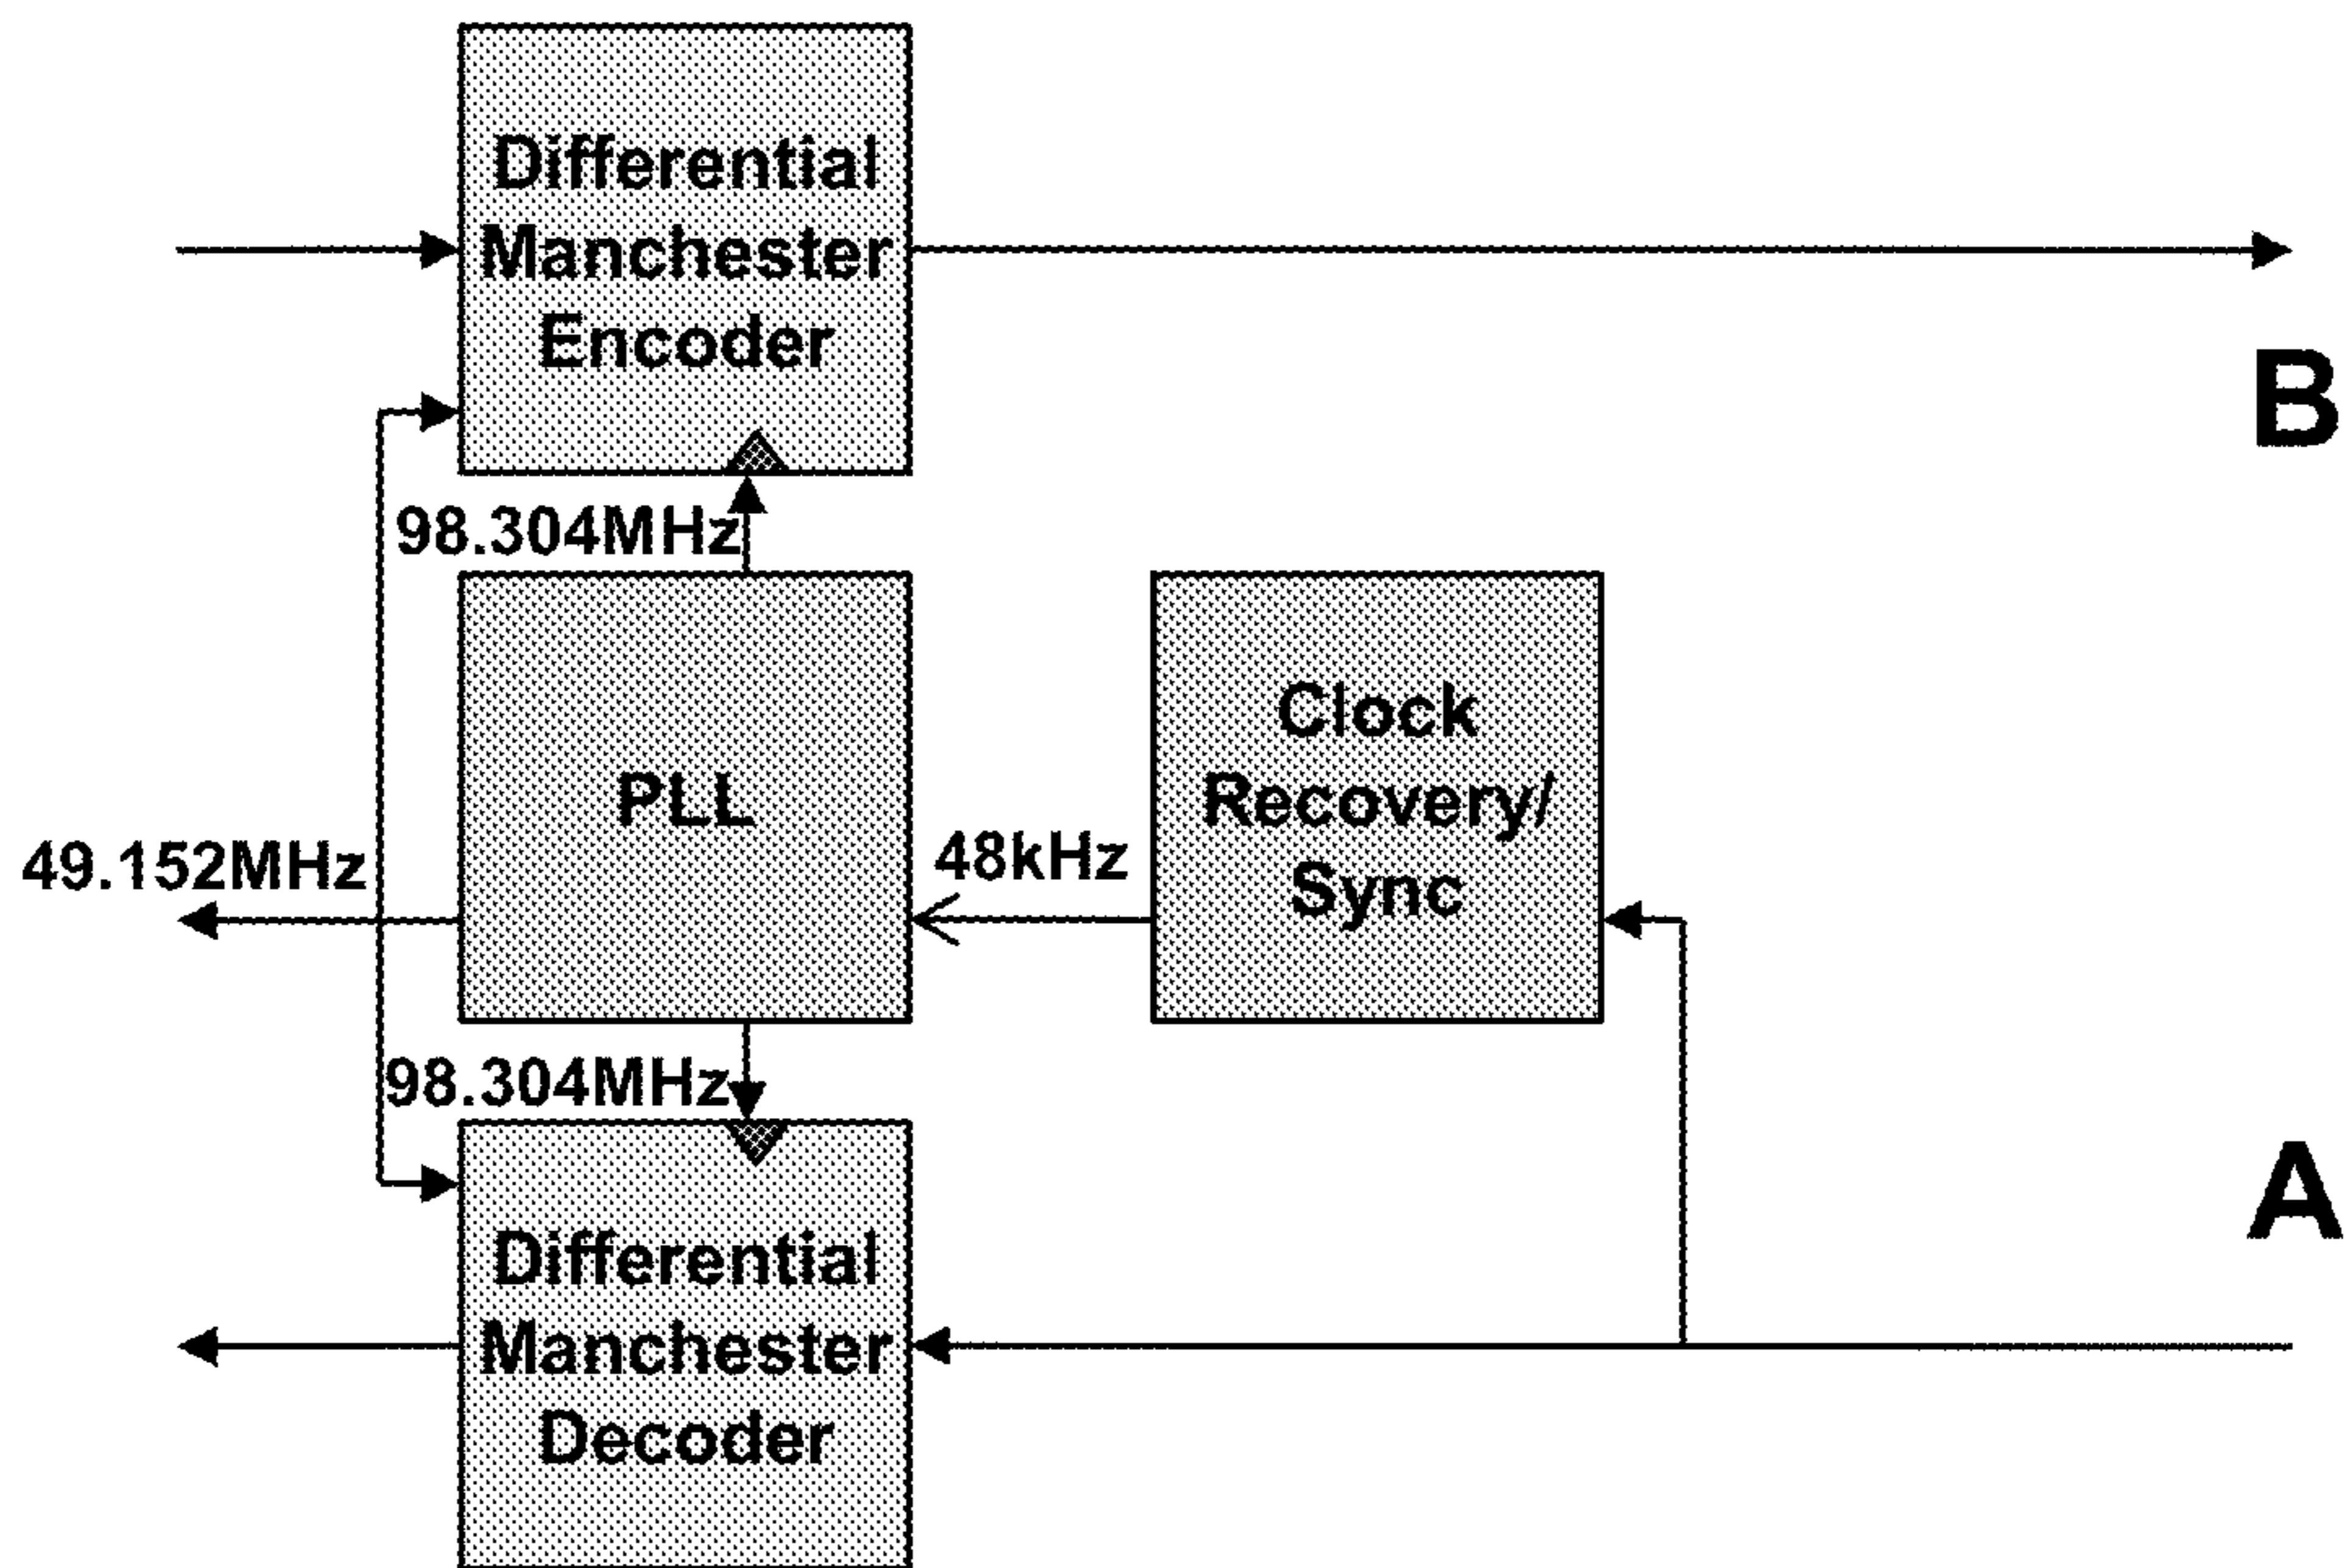 Differential
Manchester
Encoder
B
98.304MHz
PLL
Clock
Recovery/
Sync
48kHz
49.152MHz
98.304MHz
A
Differential
Manchester
Decoder